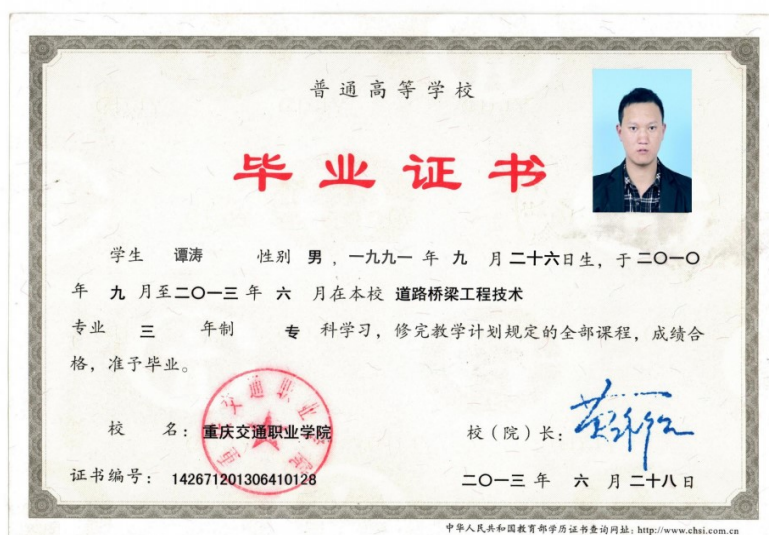 普通高等学校
毕业证书
学生 谭涛 性别 男，一九九一 年 九 月 二十六日生，于 二〇一〇
年 九 月至二〇一三 年 六 月在本校 道路桥梁工程技术
专业 三 年制 专 科学习，修完教学计划规定的全部课程，成绩合
格，准予毕业。
校 名：重庆交通职业学院
校（院）长：
证书编号： 142671201306410128
二〇一三 年 六 月 二十八 日
中华人民共和国教育部学历证书查询网址：http://www.chsi.com.cn